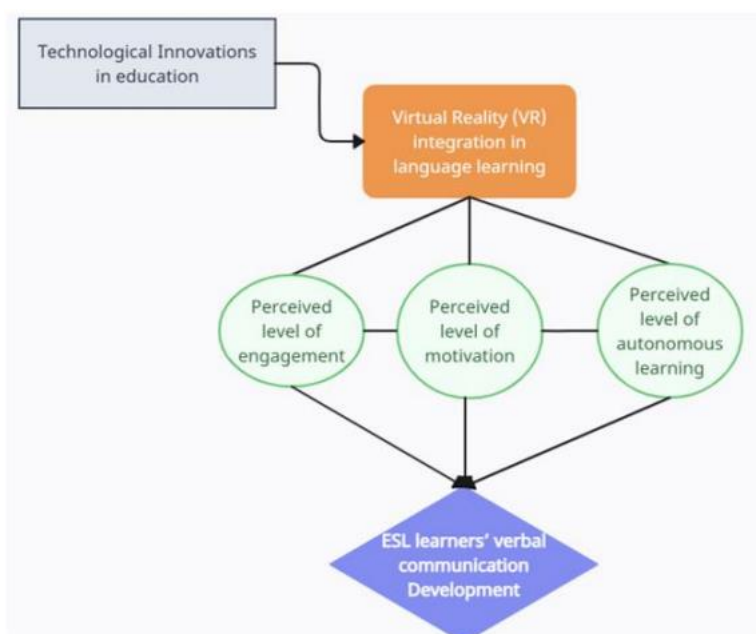 Technological Innovations
in education
Virtual Reality (VR)
integration in
language learning
Perceived
level of
engagement
Perceived
level of
motivation
Perceived
level of
autonomous
learning
ESL learners’ verbal
communication
Development